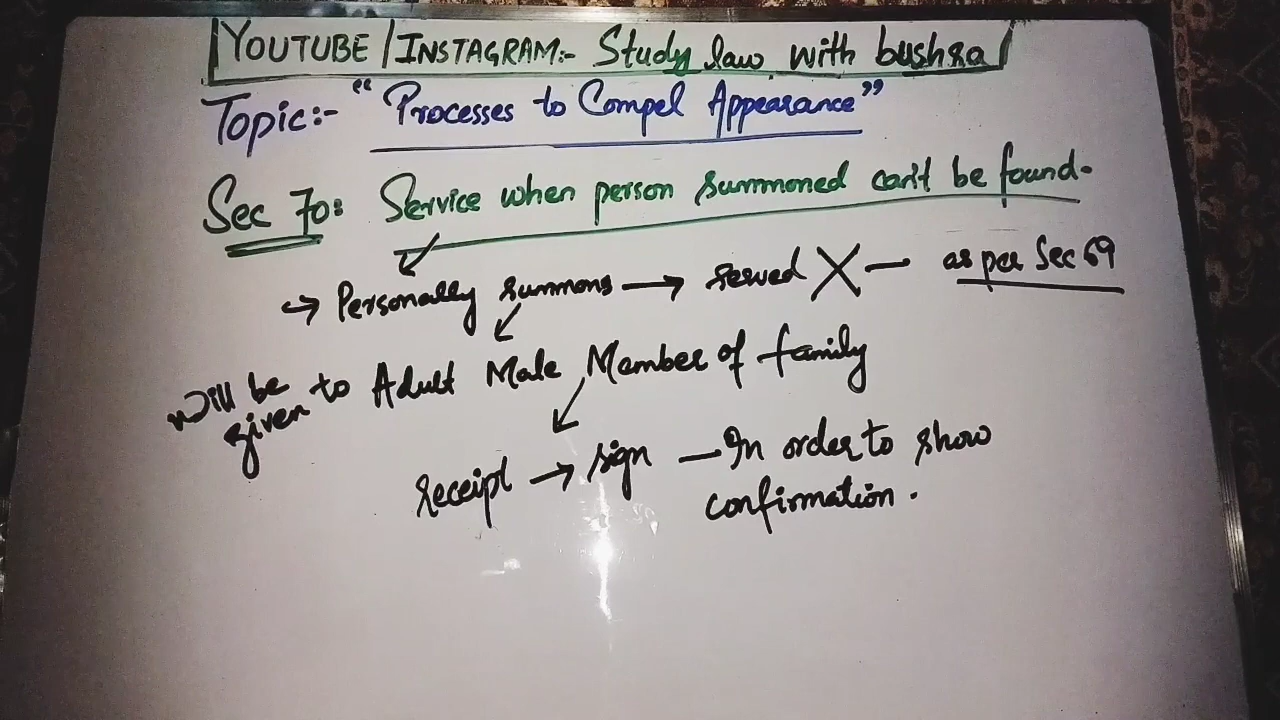 YOUTUBE / INSTAGRAM:- Study law with bushra
Topic:- "Processes to Compel Appearance"
Sec 70: Service when person summoned can't be found.
↪ Personally summons → served X — as per Sec 69
will be given to Adult Male Member of family
receipt → sign — In order to show
confirmation.